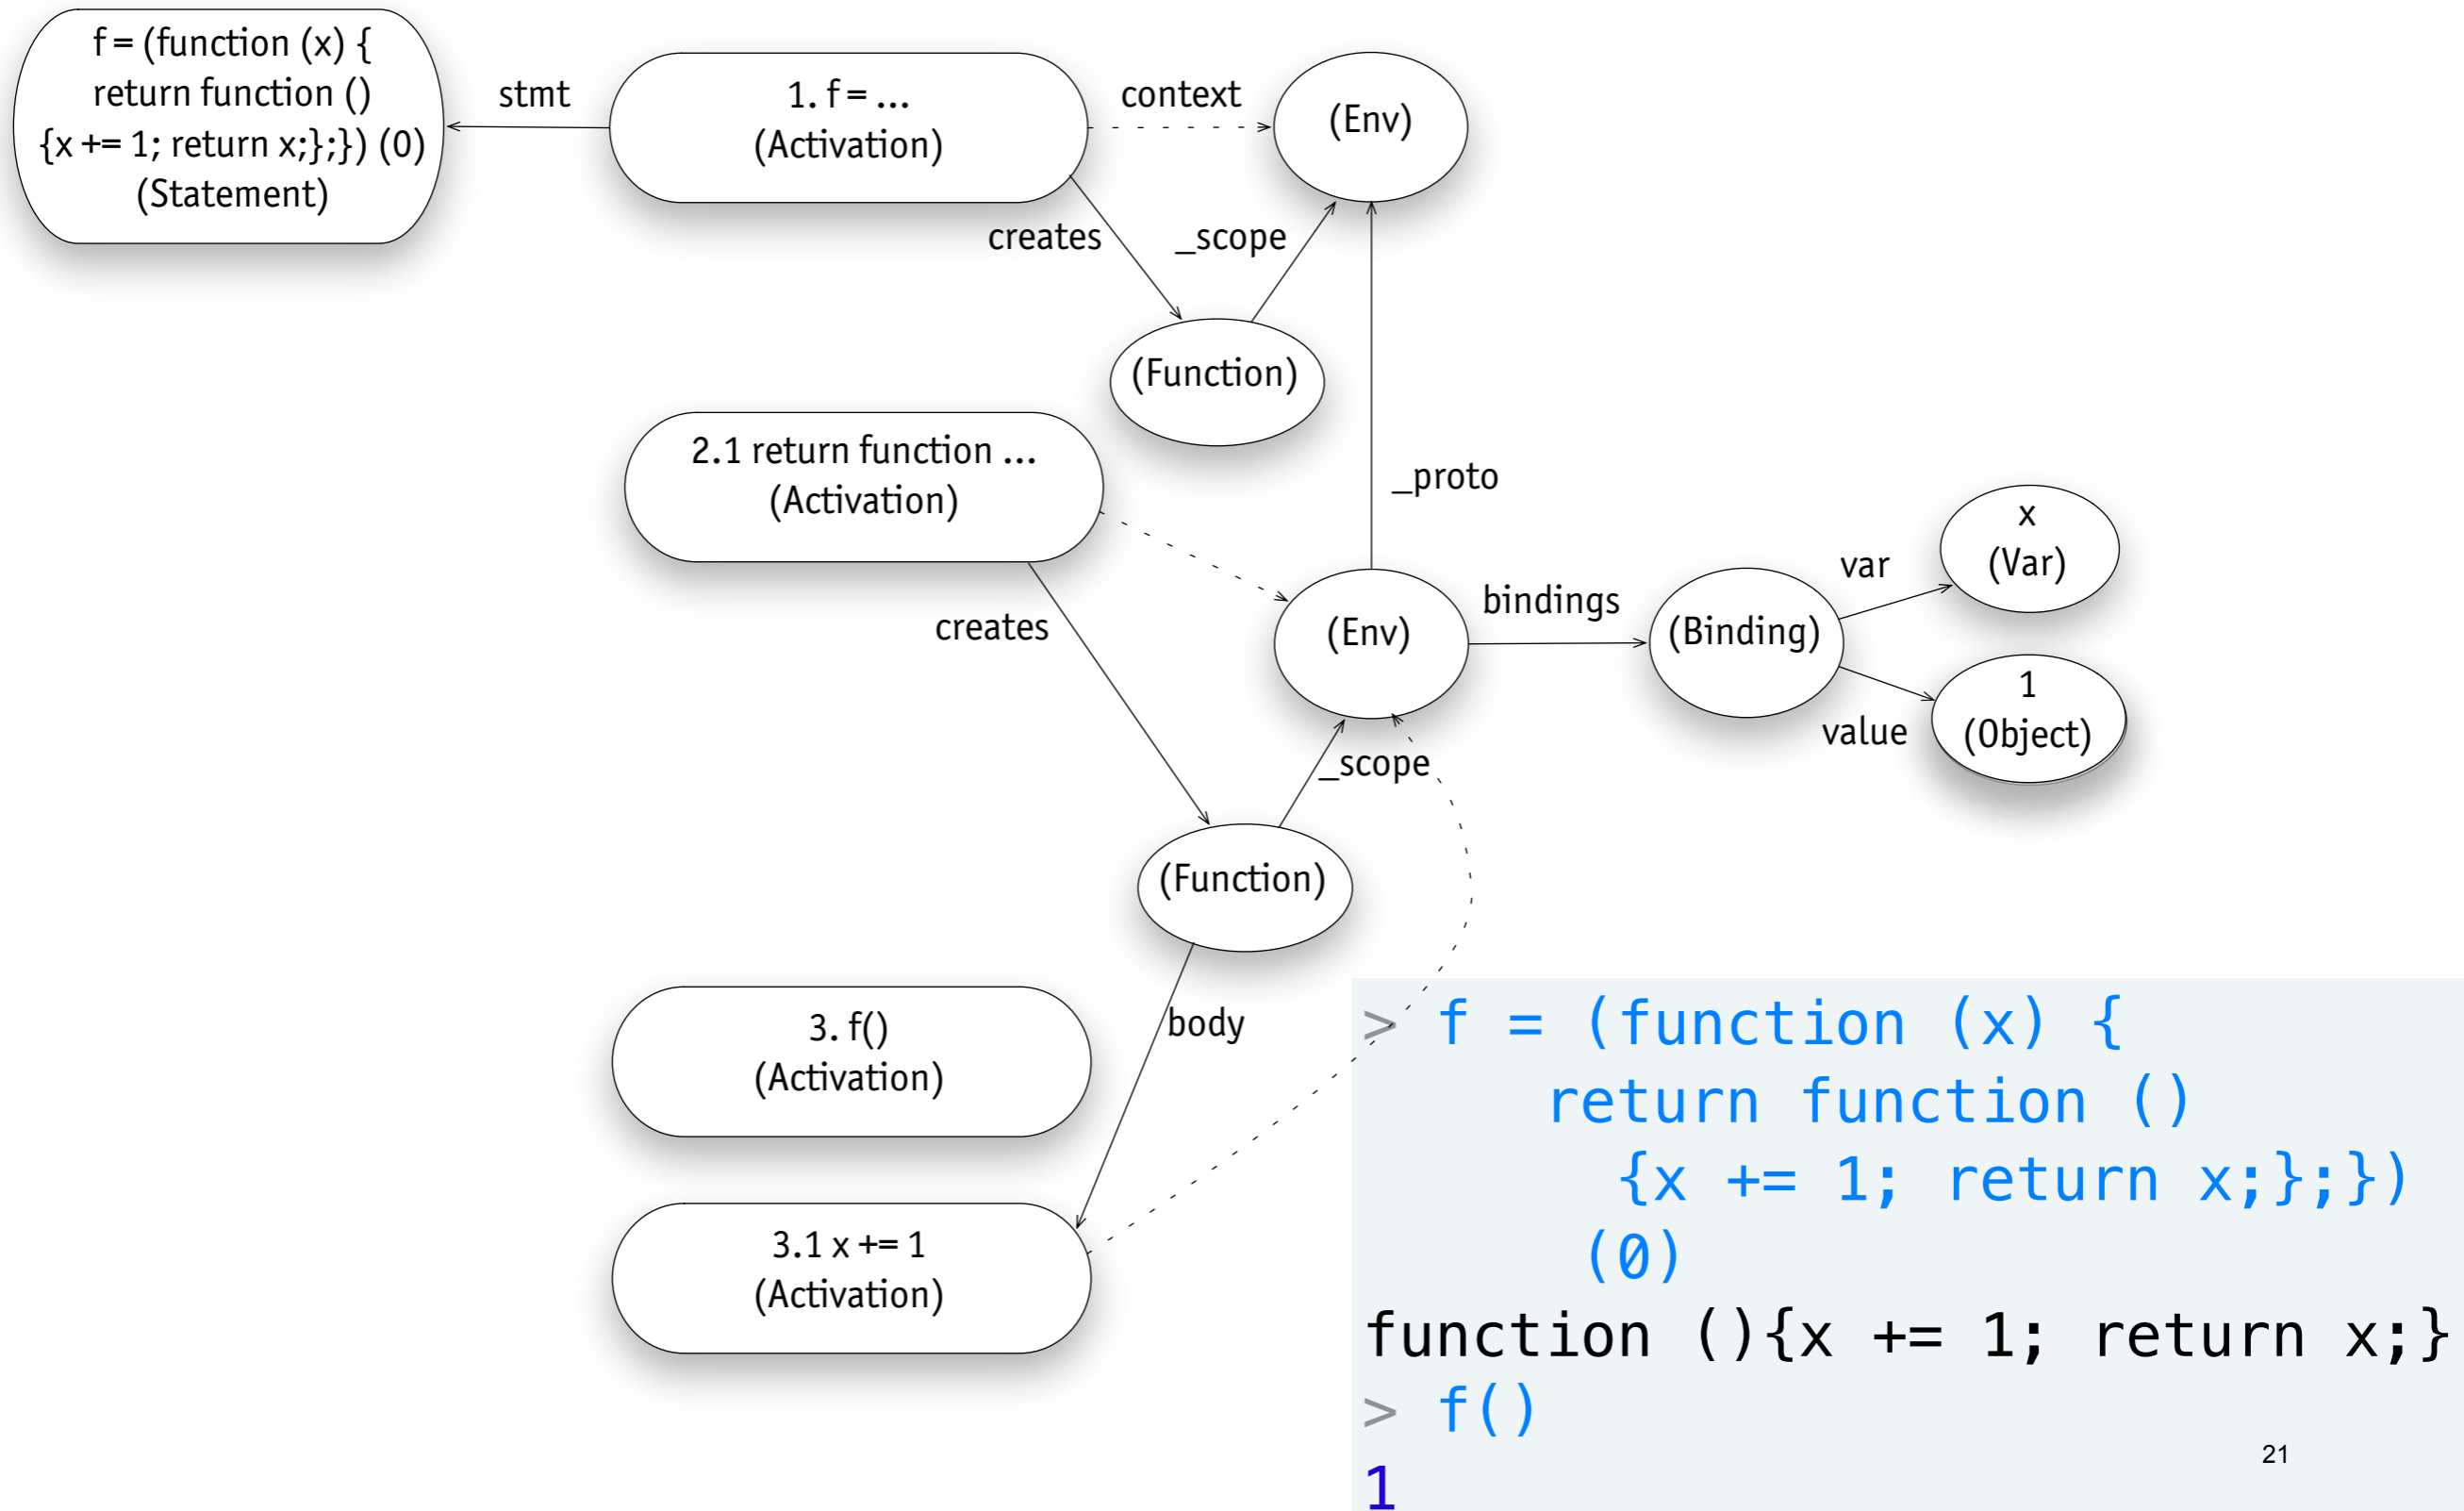 f = (function (x) {
return function ()
{x += 1; return x;};}) (0)
(Statement)
stmt
1. f = ...
(Activation)
context
(Env)
creates
_scope
(Function)
2.1 return function ...
(Activation)
_proto
creates
(Env)
bindings
(Binding)
var
x
(Var)
value
1
(Object)
_scope
(Function)
body
3. f()
(Activation)
3.1 x += 1
(Activation)
> f = (function (x) {
return function ()
{x += 1; return x;};})
(0)
function (){x += 1; return x;}
> f()
1
21